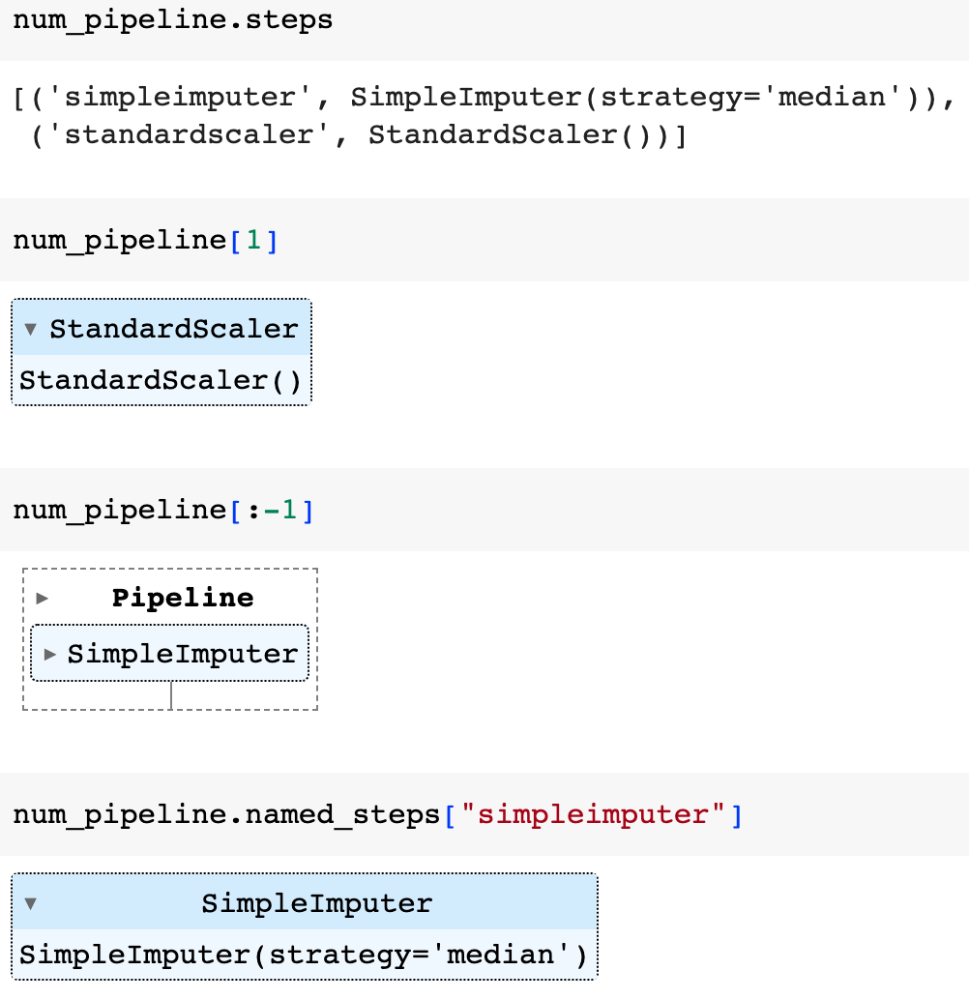 num_pipeline.steps
[('simpleimputer', SimpleImputer(strategy='median')),
 ('standardscaler', StandardScaler())]
num_pipeline[1]
▼ StandardScaler
StandardScaler()
num_pipeline[:-1]
▶ Pipeline
▶ SimpleImputer
num_pipeline.named_steps["simpleimputer"]
▼ SimpleImputer
SimpleImputer(strategy='median')